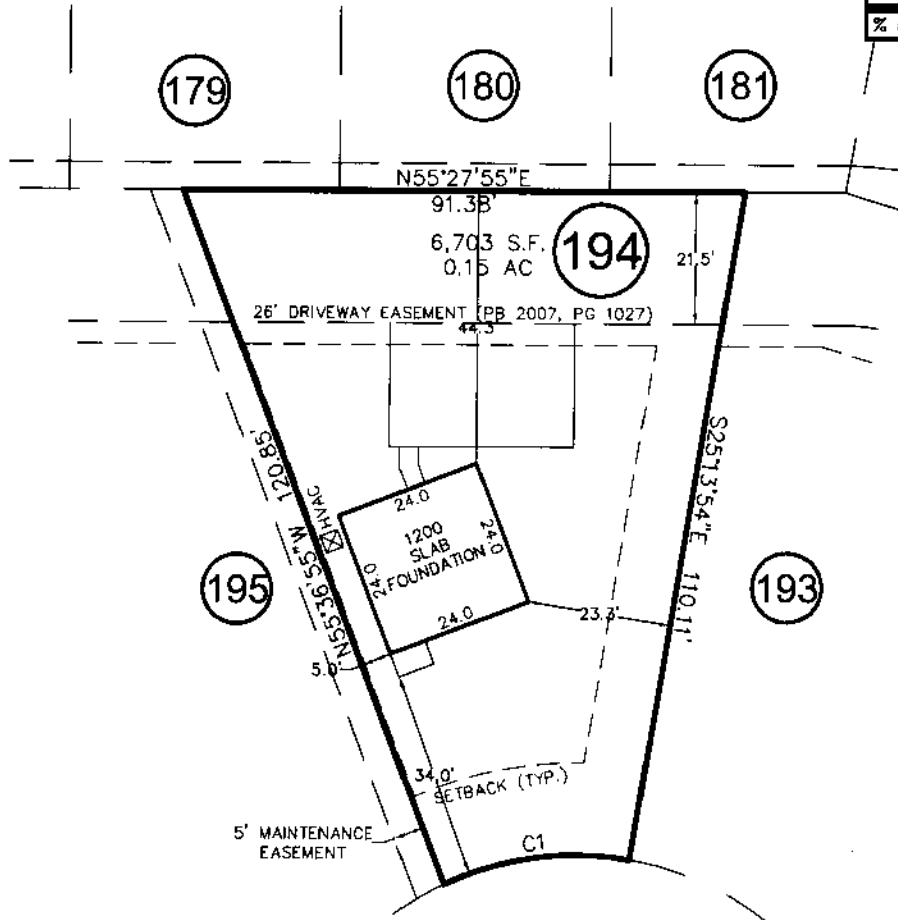 %
179
180
181
N55°27'55"E
91.38'
6,703 S.F.
0.15 AC
194
21.5'
26' DRIVEWAY EASEMENT (PB 2007, PG 1027)
44.3'
N55°36'55"W 120.85'
HVAC
24.0
1200
SLAB
FOUNDATION
24.0
24.0
24.0
S25°13'54"E 110.11'
195
193
23.3'
5.0'
34.0'
SETBACK (TYP.)
5' MAINTENANCE
EASEMENT
C1